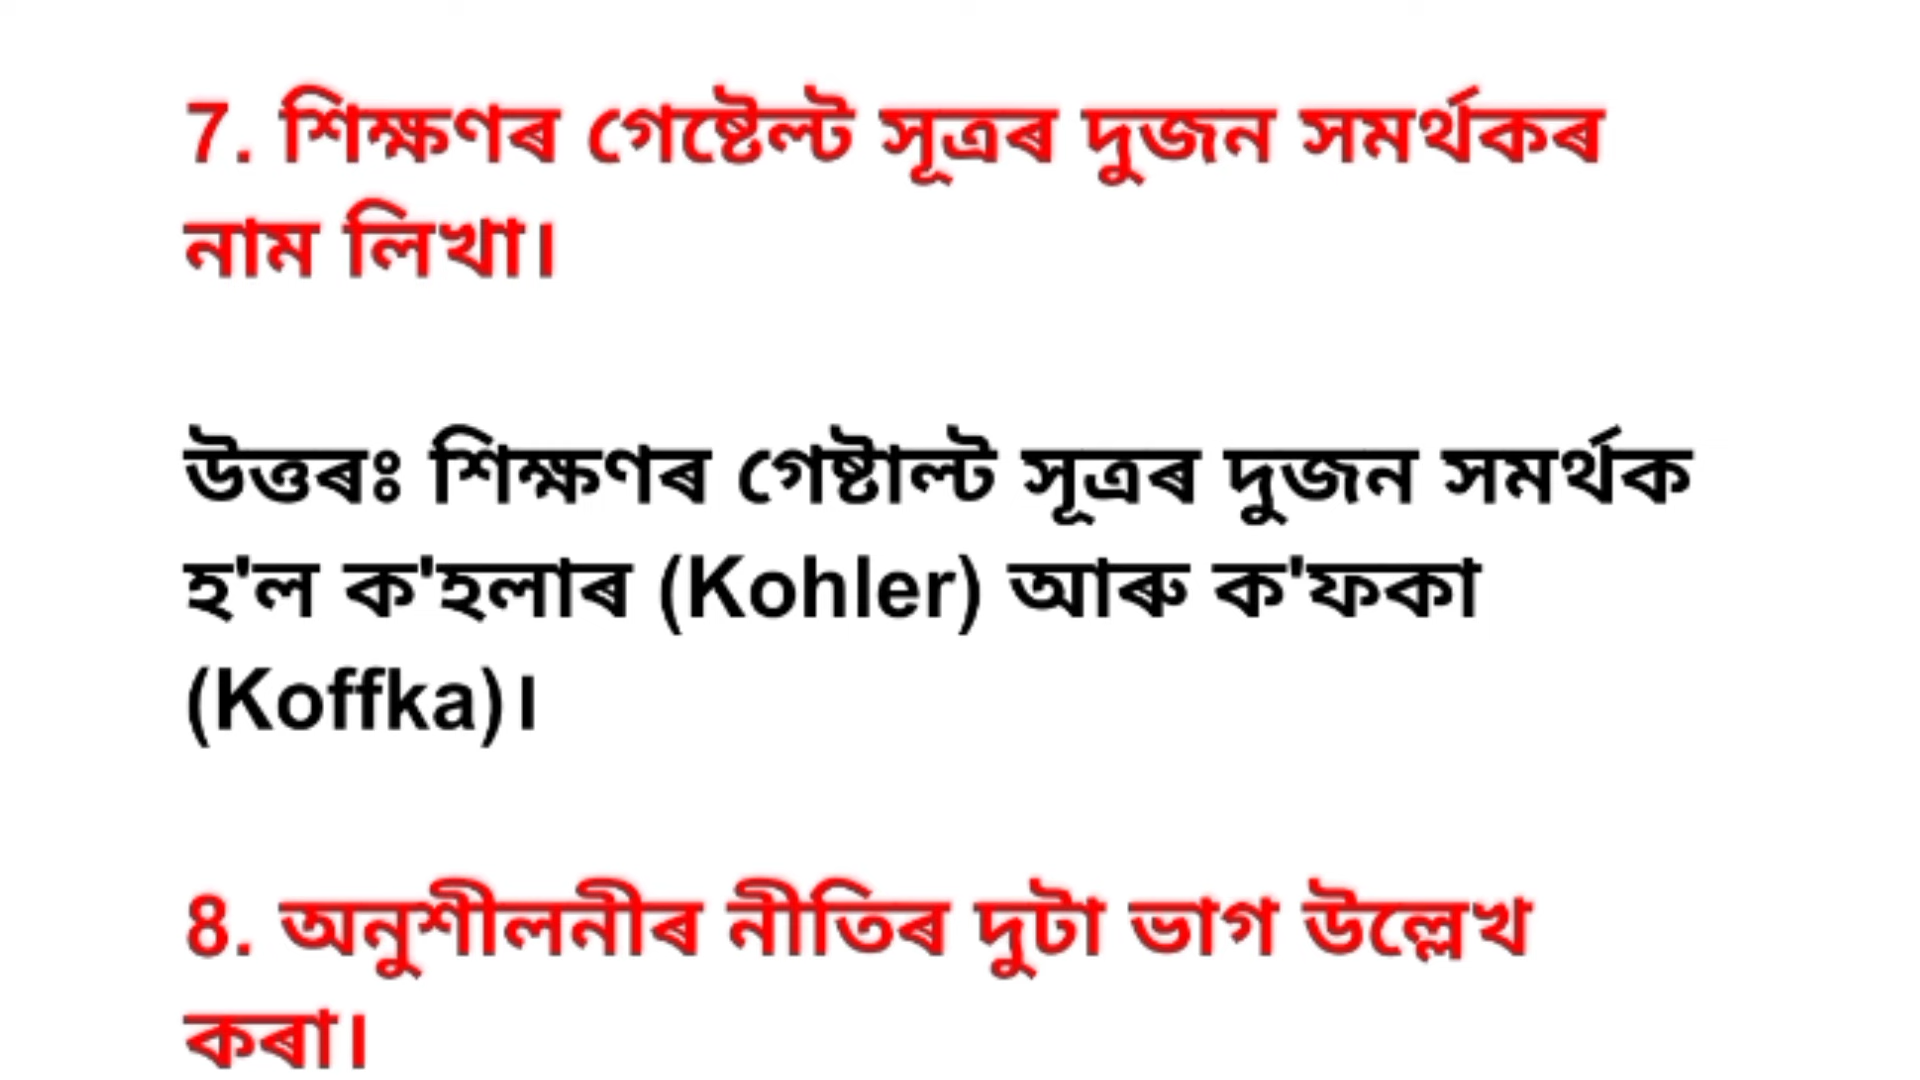 7. শিক্ষণৰ গেষ্টেল্ট সূত্ৰৰ দুজন সমৰ্থকৰ
নাম লিখা।
উত্তৰঃ শিক্ষণৰ গেষ্টাল্ট সূত্ৰৰ দুজন সমৰ্থক
হ'ল ক'হলাৰ (Kohler) আৰু ক'ফকা
(Koffka)।
8. অনুশীলনীৰ নীতিৰ দুটা ভাগ উল্লেখ
কৰা।